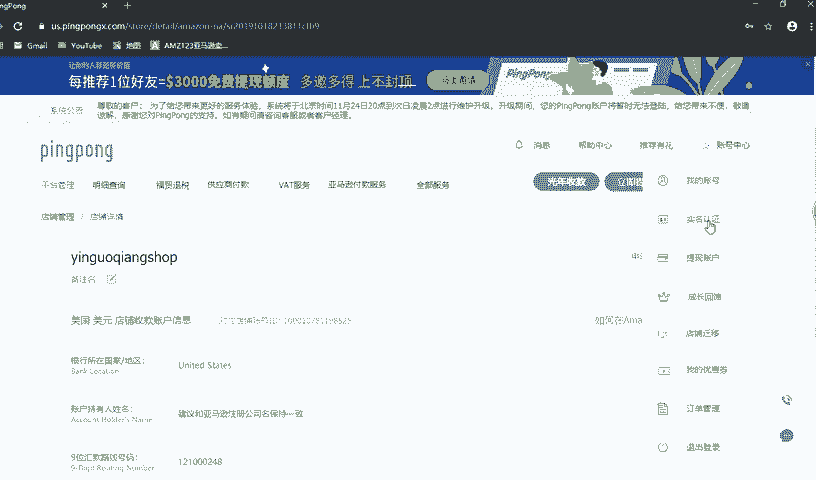 us.pingpongx.com/store/detail/amazon-na/
Gmail YouTube 地图 AMZ123亚马逊卖...
每推荐1位好友=$3000免费提现额度 多邀多得 上不封顶
PingPong
系统公告
尊敬的客户: 为了给您带来更好的服务体验, 系统将于北京时间11月24日20点到次日凌晨2点进行维护升级。升级期间, 您的PingPong账户将暂时无法登陆, 给您带来不便, 敬请
谅解, 感谢您对PingPong的支持。如有疑问请咨询客服或者客户经理。
pingpong
消息 帮助中心 推荐有礼 账号中心
店铺管理 明细查询 福贸退税 供应商付款 VAT服务 亚马逊付款服务 全部服务
我的账号
店铺管理 / 店铺详情
实名认证
yinguoqiangshop
提现账户
备注名
成长回馈
美国 美元 店铺收款账户信息
如何在Ama
店铺迁移
银行所在国家/地区:
Bank Location
United States
我的优惠券
账户持有人姓名:
Account Holder's Name
建议和亚马逊注册公司名保持一致
订单管理
9位汇款路线号码:
9-Digit Routing Number
121000248
退出登录